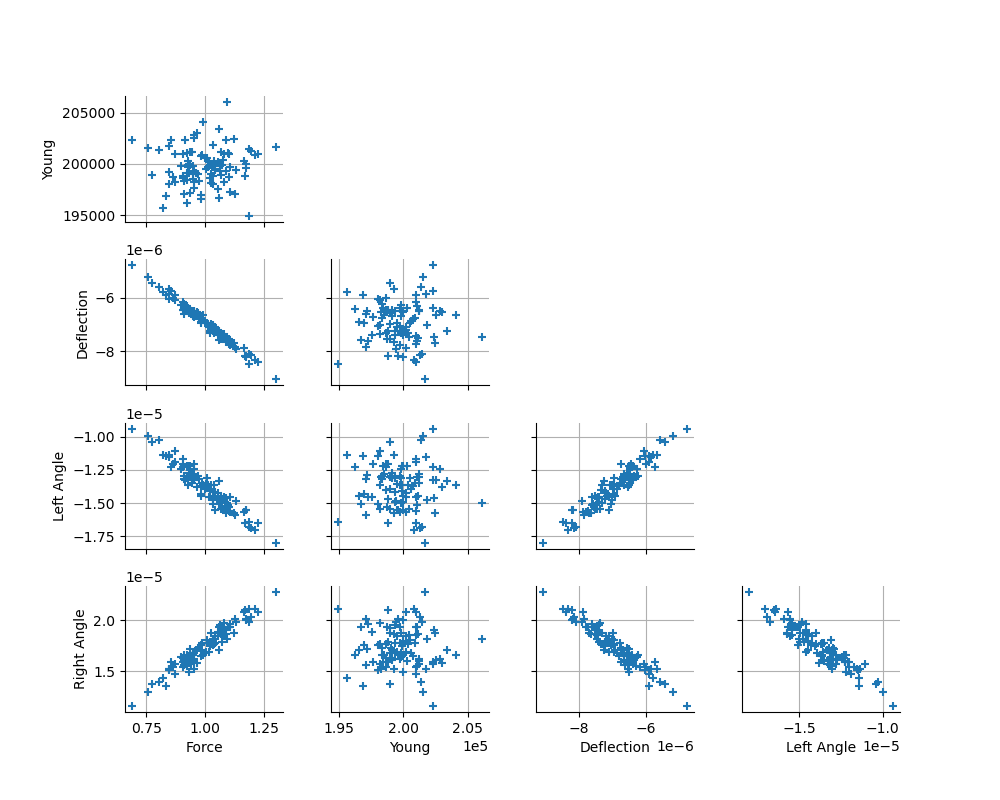 205000
200000
195000
Young
1e−6
−6
−8
Deflection
1e−5
−1.00
−1.25
−1.50
−1.75
Left Angle
1e−5
2.0
1.5
Right Angle
0.75 1.00 1.25
Force
1.95 2.00 2.05
Young 1e5
−8 −6
Deflection 1e−6
−1.5 −1.0
Left Angle 1e−5